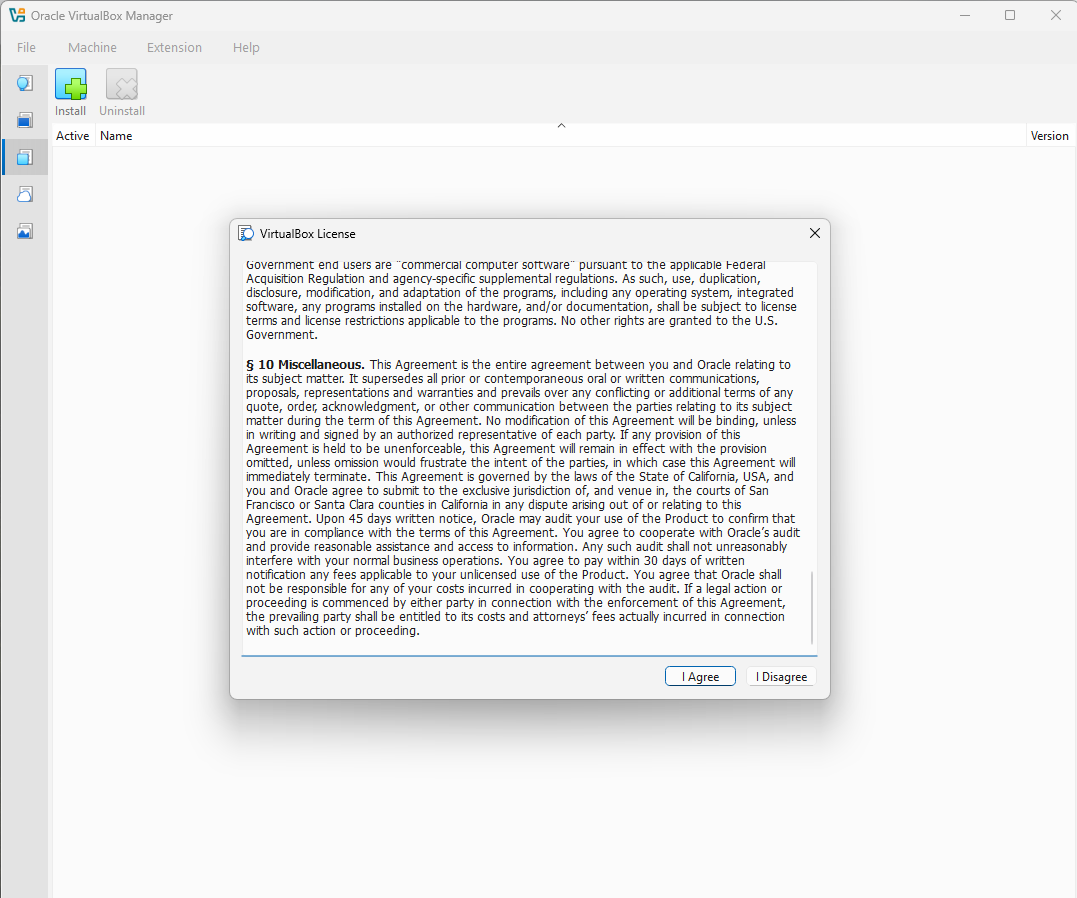 Oracle VirtualBox Manager
File Machine Extension Help
Install Uninstall
Active Name Version
VirtualBox License
Government end users are "commercial computer software" pursuant to the applicable Federal
Acquisition Regulation and agency-specific supplemental regulations. As such, use, duplication,
disclosure, modification, and adaptation of the programs, including any operating system, integrated
software, any programs installed on the hardware, and/or documentation, shall be subject to license
terms and license restrictions applicable to the programs. No other rights are granted to the U.S.
Government.
§ 10 Miscellaneous. This Agreement is the entire agreement between you and Oracle relating to
its subject matter. It supersedes all prior or contemporaneous oral or written communications,
proposals, representations and warranties and prevails over any conflicting or additional terms of any
quote, order, acknowledgment, or other communication between the parties relating to its subject
matter during the term of this Agreement. No modification of this Agreement will be binding, unless
in writing and signed by an authorized representative of each party. If any provision of this
Agreement is held to be unenforceable, this Agreement will remain in effect with the provision
omitted, unless omission would frustrate the intent of the parties, in which case this Agreement will
immediately terminate. This Agreement is governed by the laws of the State of California, USA, and
you and Oracle agree to submit to the exclusive jurisdiction of, and venue in, the courts of San
Francisco or Santa Clara counties in California in any dispute arising out of or relating to this
Agreement. Upon 45 days written notice, Oracle may audit your use of the Product to confirm that
you are in compliance with the terms of this Agreement. You agree to cooperate with Oracle’s audit
and provide reasonable assistance and access to information. Any such audit shall not unreasonably
interfere with your normal business operations. You agree to pay within 30 days of written
notification any fees applicable to your unlicensed use of the Product. You agree that Oracle shall
not be responsible for any of your costs incurred in cooperating with the audit. If a legal action or
proceeding is commenced by either party in connection with the enforcement of this Agreement,
the prevailing party shall be entitled to its costs and attorneys’ fees actually incurred in connection
with such action or proceeding.
I Agree I Disagree